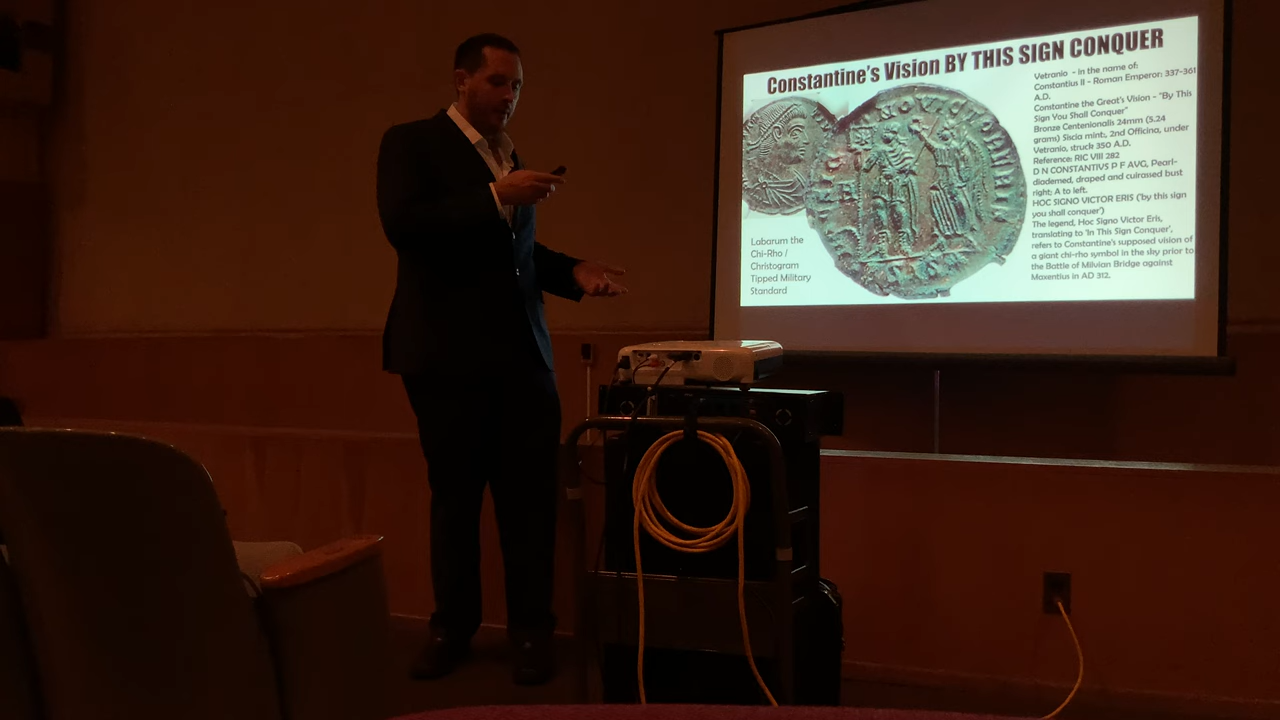 Constantine's Vision BY THIS SIGN CONQUER
Vetranio - In the name of:
Constantius II - Roman Emperor: 337-361
A.D.
Constantine the Great's Vision - "By This
Sign You Shall Conquer"
Bronze Centenionalis 24mm (5.24
grams) Siscia mint, 2nd Officina, under
Vetranio, struck 350 A.D.
Reference: RIC VIII 282
D N CONSTANTIVS P F AVG, Pearl-
diademed, draped and cuirassed bust
right; A to left.
HOC SIGNO VICTOR ERIS ('by this sign
you shall conquer')
The legend, Hoc Signo Victor Eris,
translating to 'In This Sign Conquer',
refers to Constantine's supposed vision of
a giant chi-rho symbol in the sky prior to
the Battle of Milvian Bridge against
Maxentius in AD 312.
Labarum the
Chi-Rho /
Christogram
Tipped Military
Standard